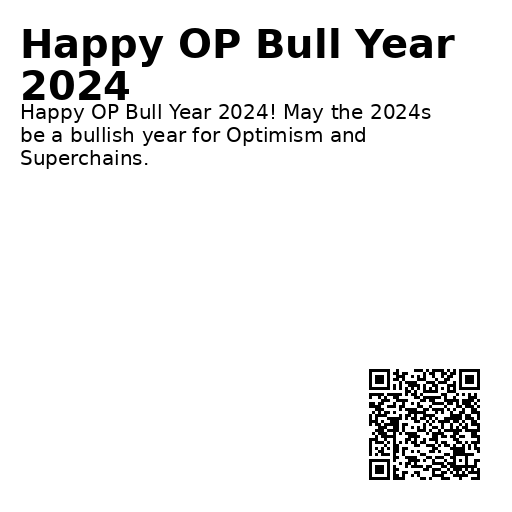 Happy OP Bull Year
2024
Happy OP Bull Year 2024! May the 2024s
be a bullish year for Optimism and
Superchains.